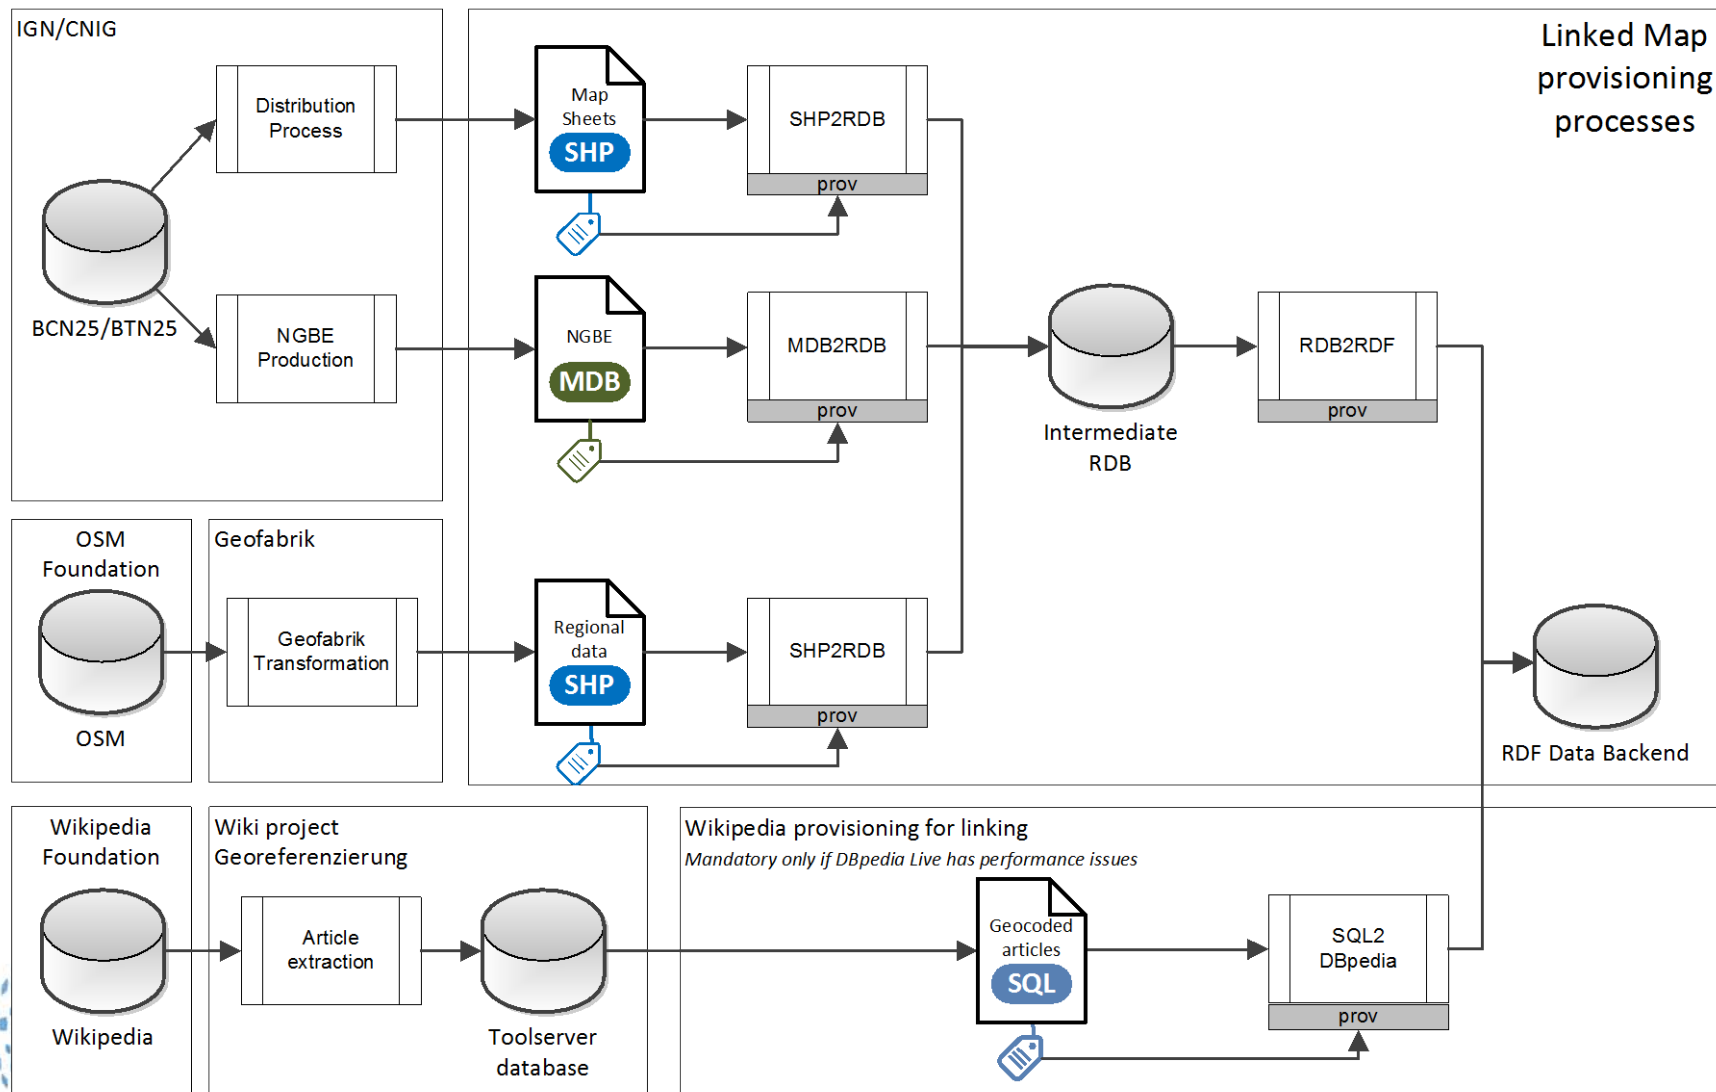 IGN/CNIG
Linked Map
provisioning
processes
Distribution
Process
Map
Sheets
SHP
SHP2RDB
prov
BCN25/BTN25
NGBE
Production
NGBE
MDB
MDB2RDB
prov
Intermediate
RDB
RDB2RDF
prov
OSM
Foundation
OSM
Geofabrik
Geofabrik
Transformation
Regional
data
SHP
SHP2RDB
prov
RDF Data Backend
Wikipedia
Foundation
Wikipedia
Wiki project
Georeferenzierung
Article
extraction
Toolserver
database
Wikipedia provisioning for linking
Mandatory only if DBpedia Live has performance issues
Geocoded
articles
SQL
SQL2
DBpedia
prov